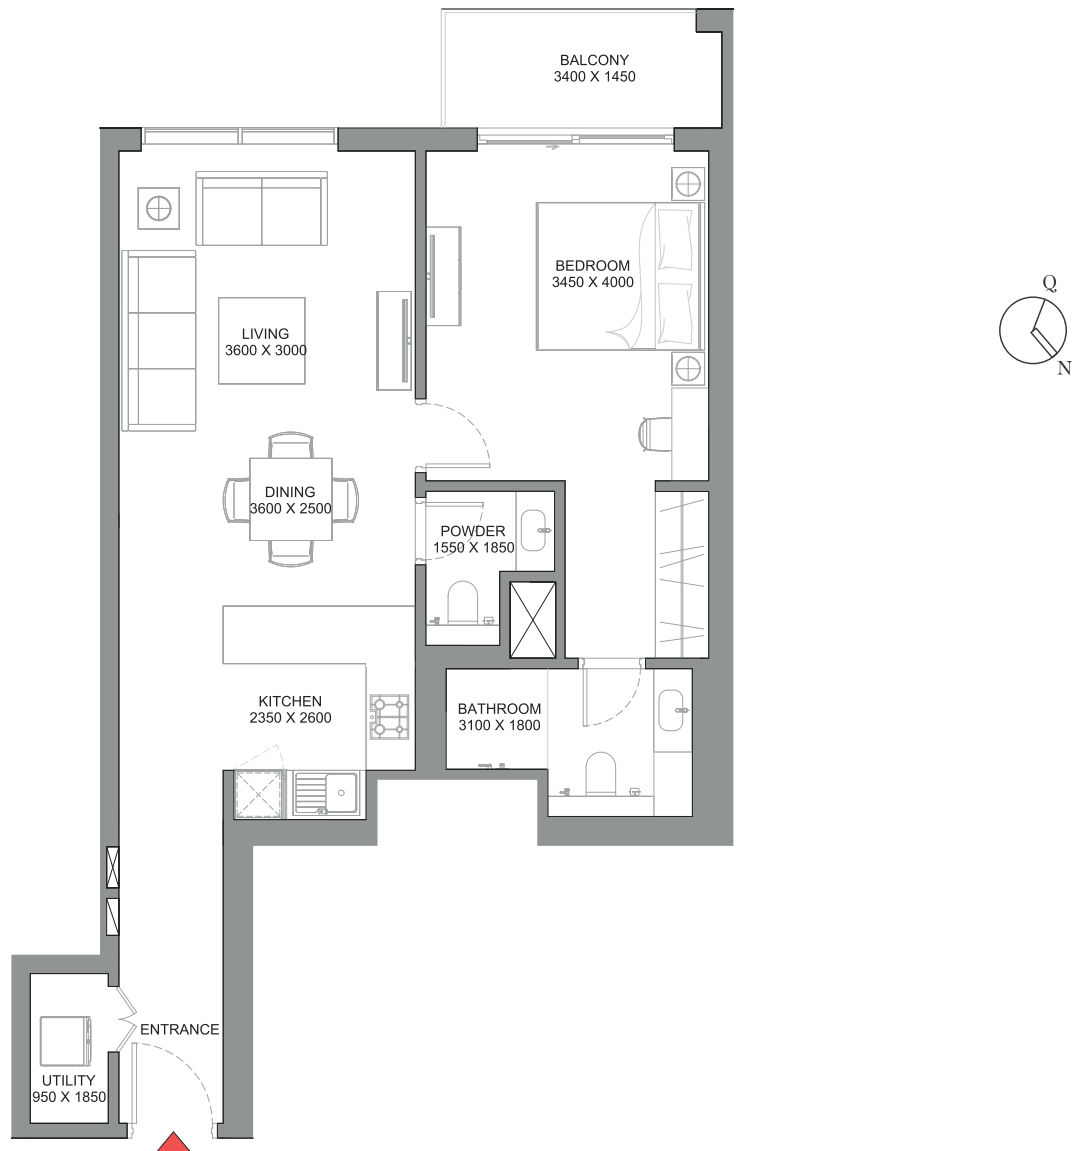 BALCONY
3400 X 1450
BEDROOM
3450 X 4000
Q
N
LIVING
3600 X 3000
DINING
3600 X 2500
POWDER
1550 X 1850
KITCHEN
2350 X 2600
BATHROOM
3100 X 1800
ENTRANCE
UTILITY
950 X 1850